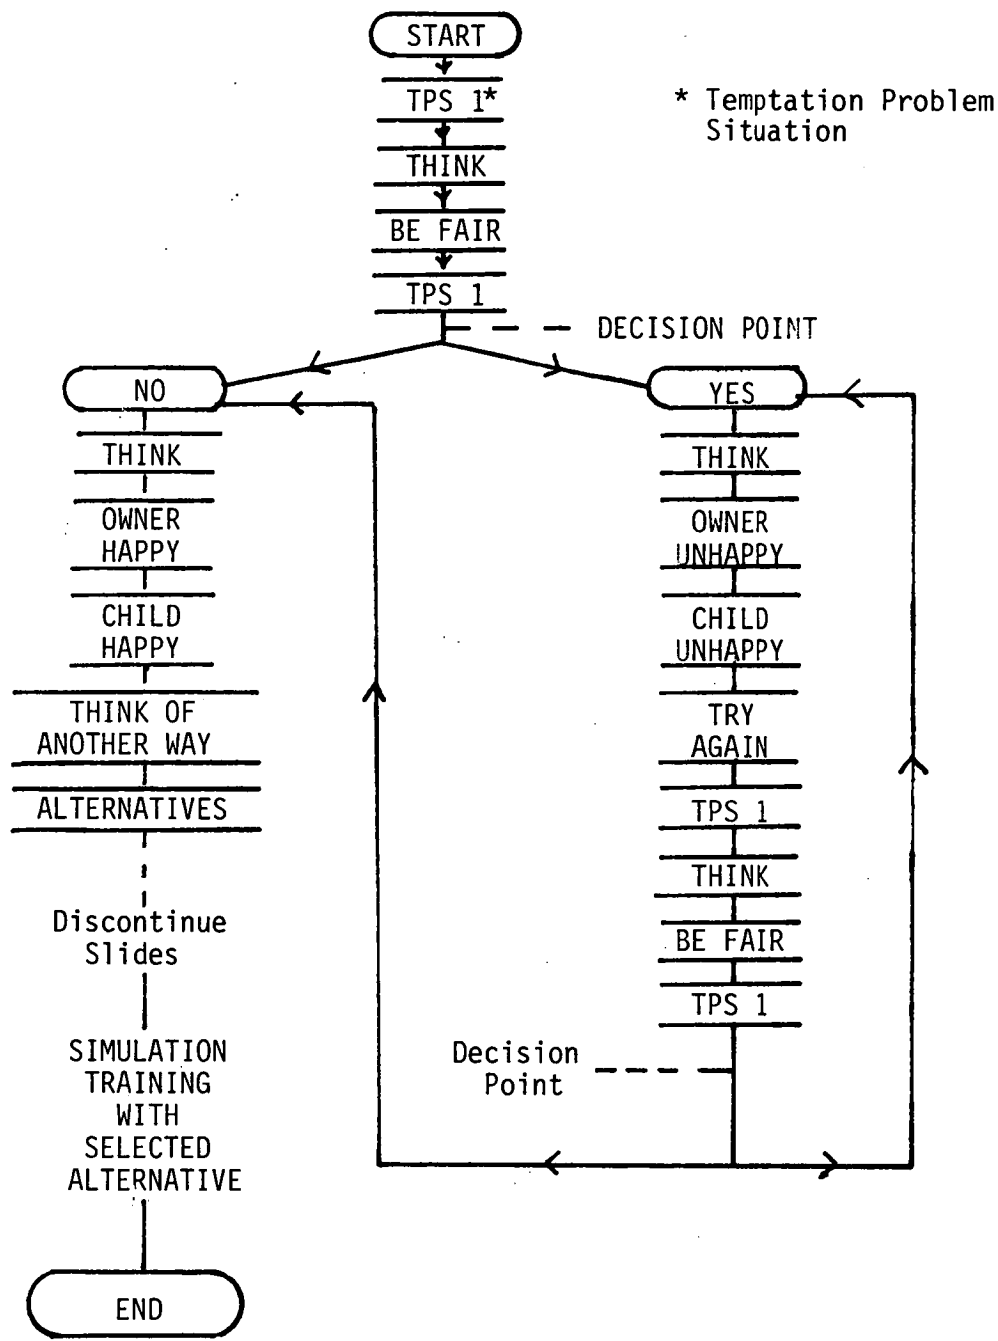 START
TPS 1*
* Temptation Problem
Situation
THINK
BE FAIR
TPS 1
DECISION POINT
NO
THINK
OWNER
HAPPY
CHILD
HAPPY
THINK OF
ANOTHER WAY
ALTERNATIVES
Discontinue
Slides
SIMULATION
TRAINING
WITH
SELECTED
ALTERNATIVE
END
YES
THINK
OWNER
UNHAPPY
CHILD
UNHAPPY
TRY
AGAIN
TPS 1
THINK
BE FAIR
TPS 1
Decision
Point